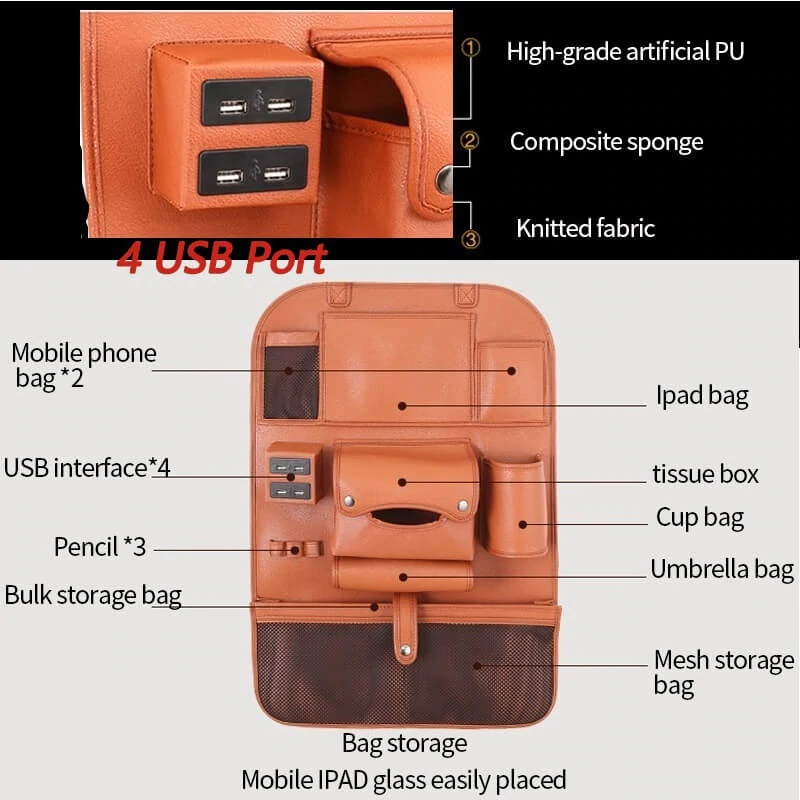 ① High-grade artificial PU
② Composite sponge
③ Knitted fabric
4 USB Port
Mobile phone
bag *2
Ipad bag
USB interface*4
tissue box
Cup bag
Pencil *3
Umbrella bag
Bulk storage bag
Mesh storage
bag
Bag storage
Mobile IPAD glass easily placed